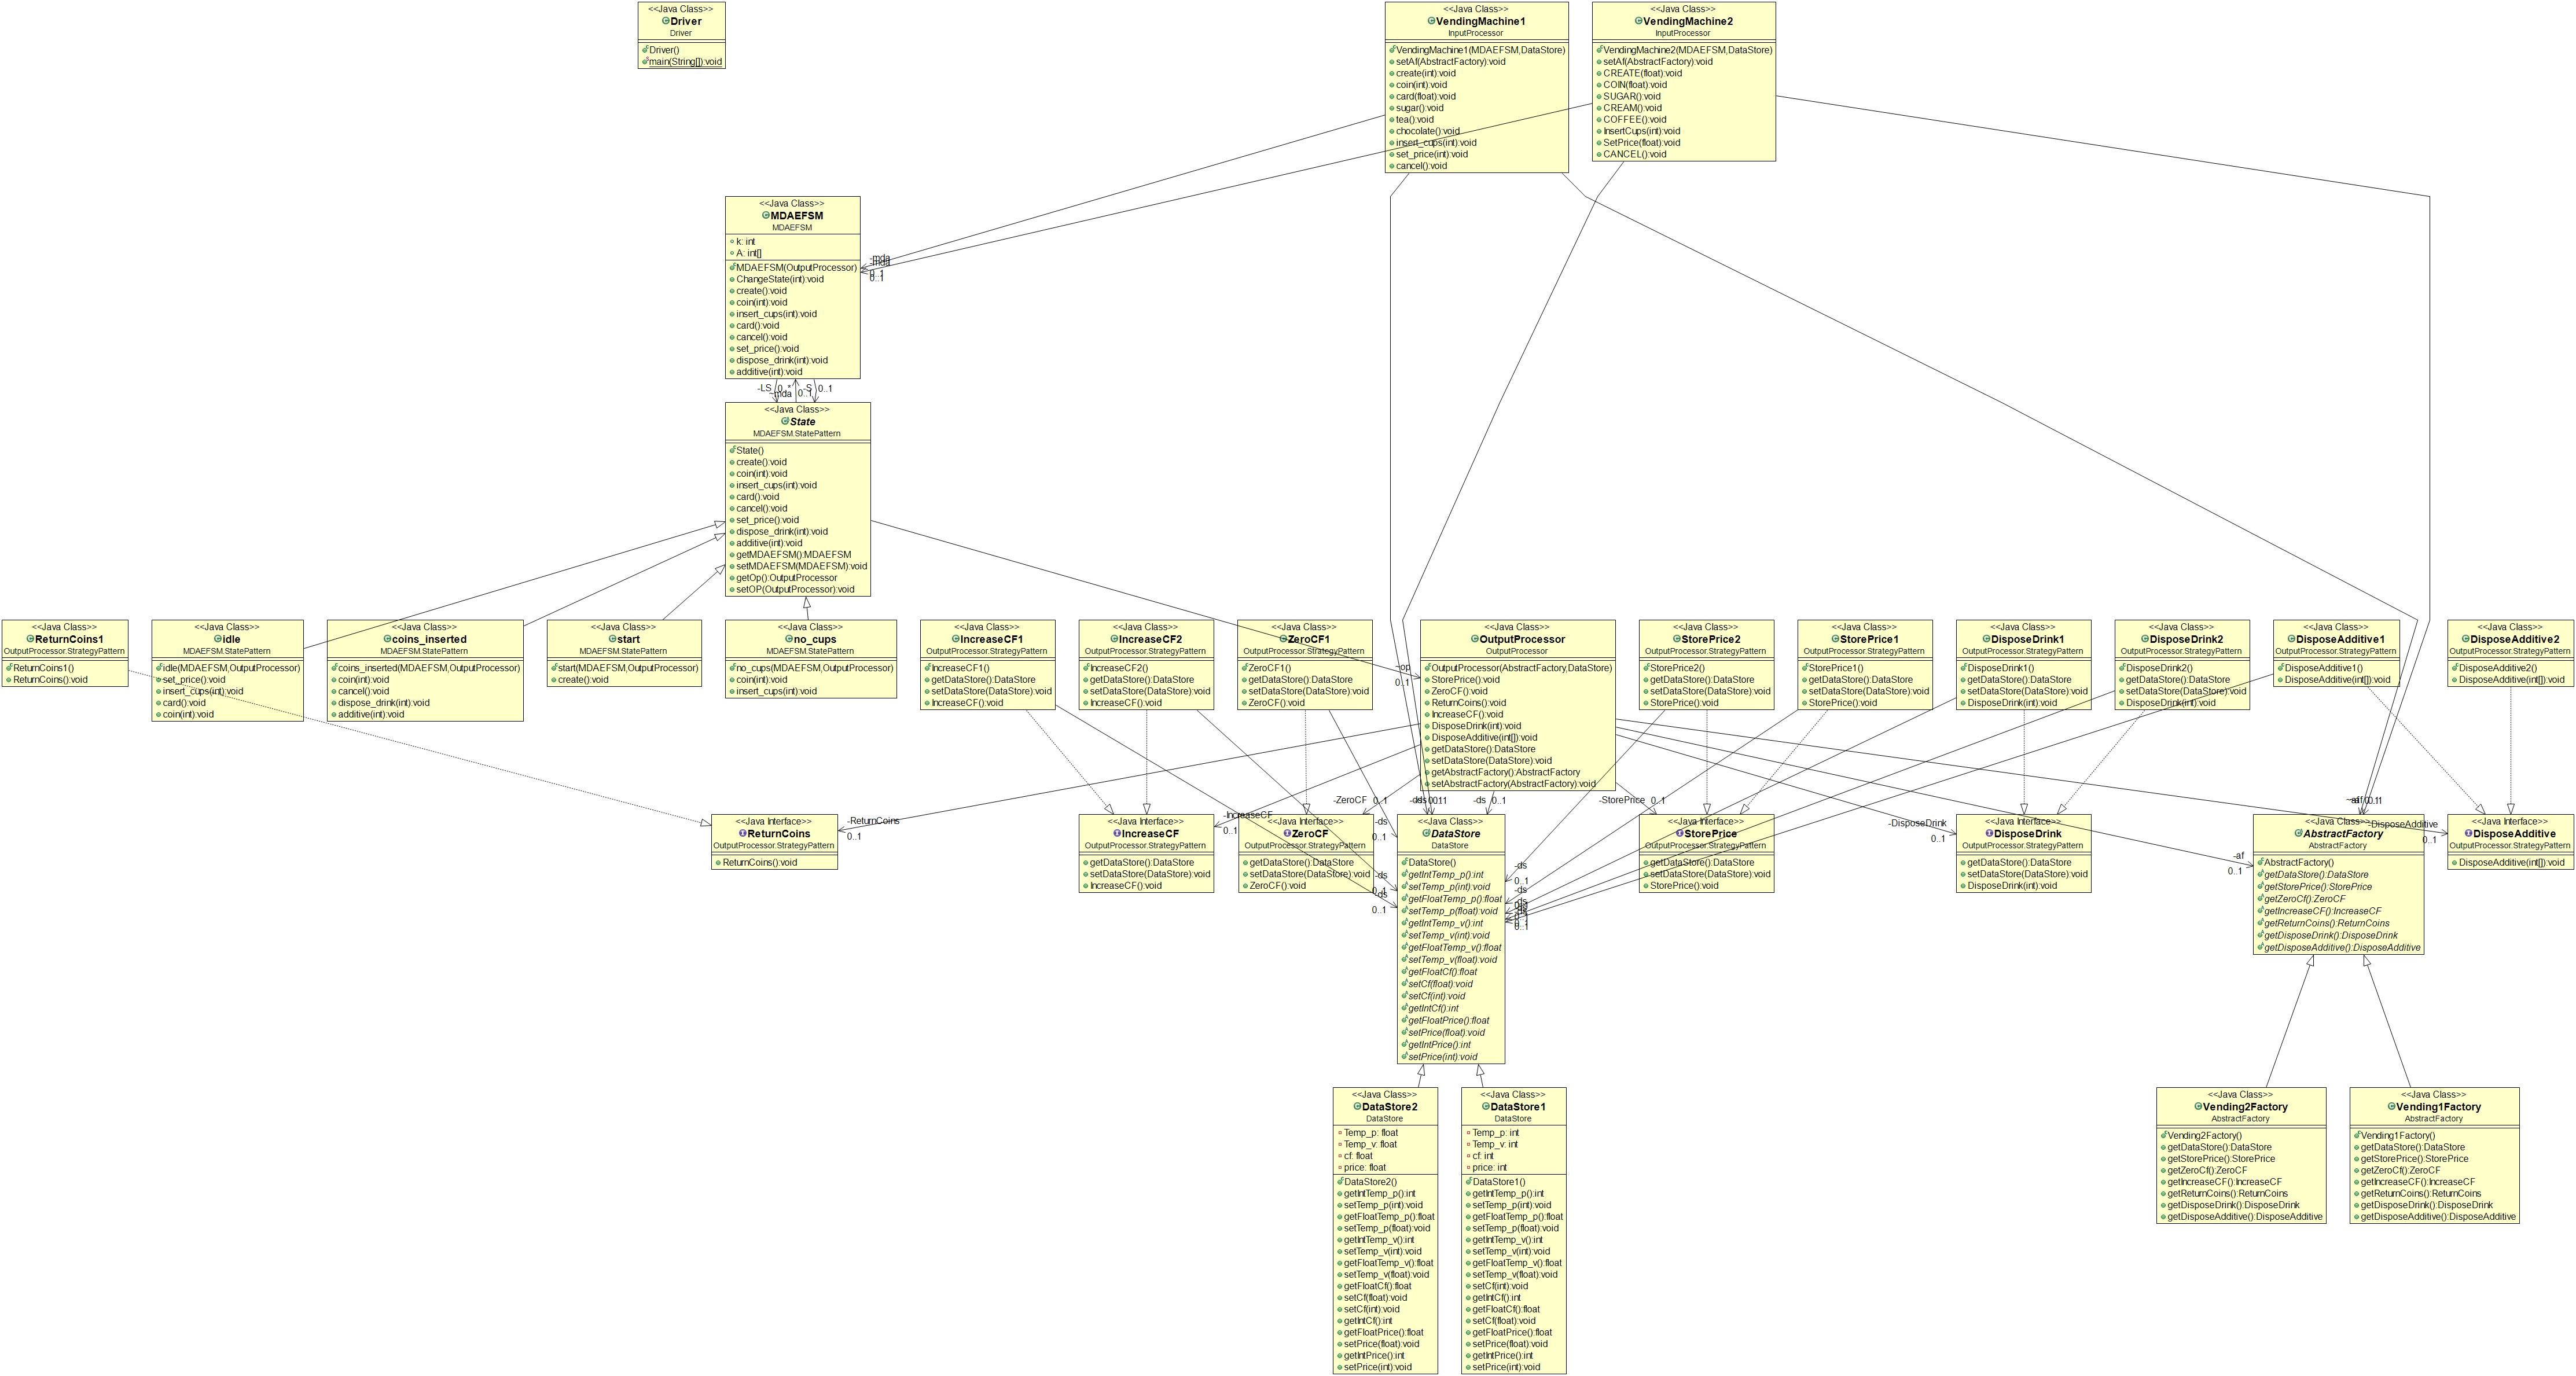 <<Java Class>>
Driver
Driver
Driver()
main(String[]):void
<<Java Class>>
VendingMachine1
InputProcessor
VendingMachine1(MDAEFSM,DataStore)
setAf(AbstractFactory):void
create(int):void
coin(int):void
card(float):void
sugar():void
tea():void
chocolate():void
insert_cups(int):void
set_price(int):void
cancel():void
<<Java Class>>
VendingMachine2
InputProcessor
VendingMachine2(MDAEFSM,DataStore)
setAf(AbstractFactory):void
CREATE(float):void
COIN(float):void
SUGAR():void
CREAM():void
COFFEE():void
InsertCups(int):void
SetPrice(float):void
CANCEL():void
<<Java Class>>
MDAEFSM
MDAEFSM
k: int
A: int[]
MDAEFSM(OutputProcessor)
ChangeState(int):void
create():void
coin(int):void
insert_cups(int):void
card():void
cancel():void
set_price():void
dispose_drink(int):void
additive(int):void
-mda
-mda
0..1
0..1
-LS 0..*
~mda 0..1
-S 0..1
<<Java Class>>
State
MDAEFSM.StatePattern
State()
create():void
coin(int):void
insert_cups(int):void
card():void
cancel():void
set_price():void
dispose_drink(int):void
additive(int):void
getMDAEFSM():MDAEFSM
setMDAEFSM(MDAEFSM):void
getOp():OutputProcessor
setOP(OutputProcessor):void
<<Java Class>>
ReturnCoins1
OutputProcessor.StrategyPattern
ReturnCoins1()
ReturnCoins():void
<<Java Class>>
idle
MDAEFSM.StatePattern
idle(MDAEFSM,OutputProcessor)
set_price():void
insert_cups(int):void
card():void
coin(int):void
<<Java Class>>
coins_inserted
MDAEFSM.StatePattern
coins_inserted(MDAEFSM,OutputProcessor)
coin(int):void
cancel():void
dispose_drink(int):void
additive(int):void
<<Java Class>>
start
MDAEFSM.StatePattern
start(MDAEFSM,OutputProcessor)
create():void
<<Java Class>>
no_cups
MDAEFSM.StatePattern
no_cups(MDAEFSM,OutputProcessor)
coin(int):void
insert_cups(int):void
<<Java Class>>
IncreaseCF1
OutputProcessor.StrategyPattern
IncreaseCF1()
getDataStore():DataStore
setDataStore(DataStore):void
IncreaseCF():void
<<Java Class>>
IncreaseCF2
OutputProcessor.StrategyPattern
IncreaseCF2()
getDataStore():DataStore
setDataStore(DataStore):void
IncreaseCF():void
<<Java Class>>
ZeroCF1
OutputProcessor.StrategyPattern
ZeroCF1()
getDataStore():DataStore
setDataStore(DataStore):void
ZeroCF():void
~op
0..1
<<Java Class>>
OutputProcessor
OutputProcessor
OutputProcessor(AbstractFactory,DataStore)
StorePrice():void
ZeroCF():void
ReturnCoins():void
IncreaseCF():void
DisposeDrink(int):void
DisposeAdditive(int[]):void
getDataStore():DataStore
setDataStore(DataStore):void
getAbstractFactory():AbstractFactory
setAbstractFactory(AbstractFactory):void
<<Java Class>>
StorePrice2
OutputProcessor.StrategyPattern
StorePrice2()
getDataStore():DataStore
setDataStore(DataStore):void
StorePrice():void
<<Java Class>>
StorePrice1
OutputProcessor.StrategyPattern
StorePrice1()
getDataStore():DataStore
setDataStore(DataStore):void
StorePrice():void
<<Java Class>>
DisposeDrink1
OutputProcessor.StrategyPattern
DisposeDrink1()
getDataStore():DataStore
setDataStore(DataStore):void
DisposeDrink(int):void
<<Java Class>>
DisposeDrink2
OutputProcessor.StrategyPattern
DisposeDrink2()
getDataStore():DataStore
setDataStore(DataStore):void
DisposeDrink(int):void
<<Java Class>>
DisposeAdditive1
OutputProcessor.StrategyPattern
DisposeAdditive1()
DisposeAdditive(int[]):void
<<Java Class>>
DisposeAdditive2
OutputProcessor.StrategyPattern
DisposeAdditive2()
DisposeAdditive(int[]):void
<<Java Interface>>
ReturnCoins
OutputProcessor.StrategyPattern
ReturnCoins():void
-ReturnCoins
0..1
<<Java Interface>>
IncreaseCF
OutputProcessor.StrategyPattern
getDataStore():DataStore
setDataStore(DataStore):void
IncreaseCF():void
-IncreaseCF
0..1
<<Java Interface>>
ZeroCF
OutputProcessor.StrategyPattern
getDataStore():DataStore
setDataStore(DataStore):void
ZeroCF():void
-ZeroCF 0..1
-ds
0..1
-ds
0..1
-ds
0..1
-ds 0..1
<<Java Class>>
DataStore
DataStore
DataStore()
getIntTemp_p():int
setTemp_p(int):void
getFloatTemp_p():float
setTemp_p(float):void
getIntTemp_v():int
setTemp_v(int):void
getFloatTemp_v():float
setTemp_v(float):void
getFloatCf():float
setCf(float):void
setCf(int):void
getIntCf():int
getFloatPrice():float
setPrice(float):void
getIntPrice():int
setPrice(int):void
-ds
0..1
-ds
-ds
0..1
-StorePrice 0..1
<<Java Interface>>
StorePrice
OutputProcessor.StrategyPattern
getDataStore():DataStore
setDataStore(DataStore):void
StorePrice():void
-DisposeDrink
0..1
<<Java Interface>>
DisposeDrink
OutputProcessor.StrategyPattern
getDataStore():DataStore
setDataStore(DataStore):void
DisposeDrink(int):void
-af
0..1
<<Java Class>>
AbstractFactory
AbstractFactory
AbstractFactory()
getDataStore():DataStore
getStorePrice():StorePrice
getZeroCf():ZeroCF
getIncreaseCF():IncreaseCF
getReturnCoins():ReturnCoins
getDisposeDrink():DisposeDrink
getDisposeAdditive():DisposeAdditive
-DisposeAdditive
0..1
<<Java Interface>>
DisposeAdditive
OutputProcessor.StrategyPattern
DisposeAdditive(int[]):void
<<Java Class>>
DataStore2
DataStore
Temp_p: float
Temp_v: float
cf: float
price: float
DataStore2()
getIntTemp_p():int
setTemp_p(int):void
getFloatTemp_p():float
setTemp_p(float):void
getIntTemp_v():int
setTemp_v(int):void
getFloatTemp_v():float
setTemp_v(float):void
getFloatCf():float
setCf(float):void
setCf(int):void
getIntCf():int
getFloatPrice():float
setPrice(float):void
getIntPrice():int
setPrice(int):void
<<Java Class>>
DataStore1
DataStore
Temp_p: int
Temp_v: int
cf: int
price: int
DataStore1()
getIntTemp_p():int
setTemp_p(int):void
getFloatTemp_p():float
setTemp_p(float):void
getIntTemp_v():int
setTemp_v(int):void
getFloatTemp_v():float
setTemp_v(float):void
setCf(int):void
getIntCf():int
getFloatCf():float
setCf(float):void
getFloatPrice():float
setPrice(float):void
getIntPrice():int
setPrice(int):void
<<Java Class>>
Vending2Factory
AbstractFactory
Vending2Factory()
getDataStore():DataStore
getStorePrice():StorePrice
getZeroCf():ZeroCF
getIncreaseCF():IncreaseCF
getReturnCoins():ReturnCoins
getDisposeDrink():DisposeDrink
getDisposeAdditive():DisposeAdditive
<<Java Class>>
Vending1Factory
AbstractFactory
Vending1Factory()
getDataStore():DataStore
getStorePrice():StorePrice
getZeroCf():ZeroCF
getIncreaseCF():IncreaseCF
getReturnCoins():ReturnCoins
getDisposeDrink():DisposeDrink
getDisposeAdditive():DisposeAdditive